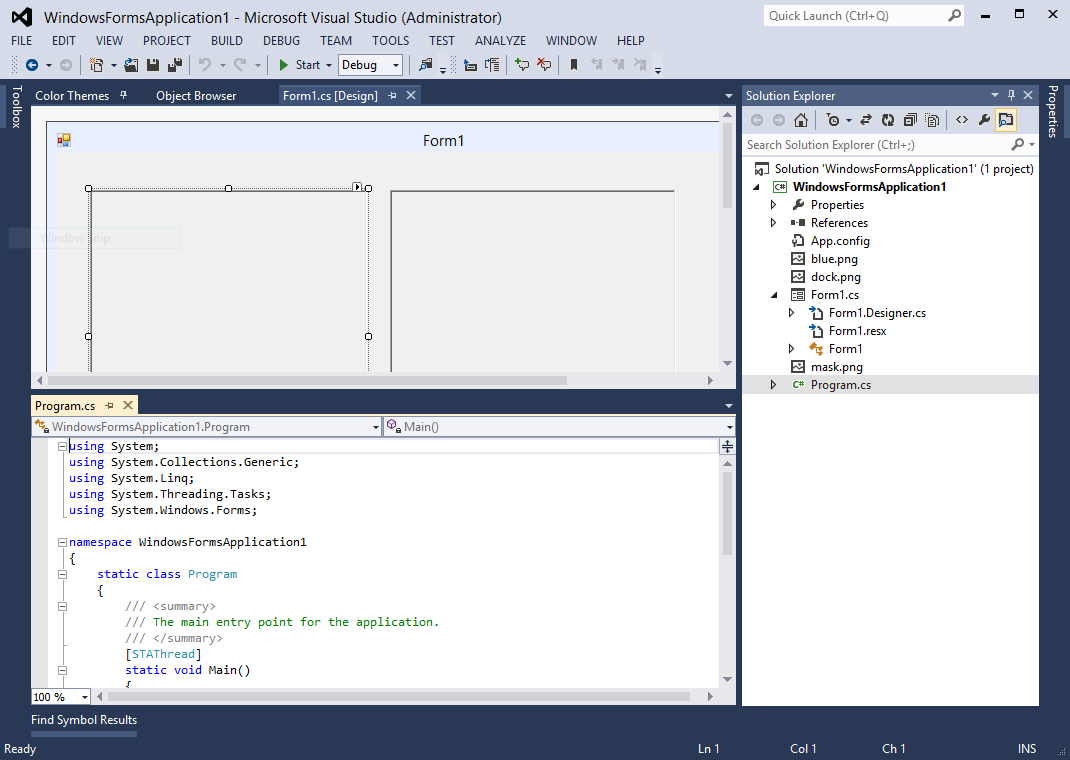 WindowsFormsApplication1 - Microsoft Visual Studio (Administrator)
Quick Launch (Ctrl+Q)
FILE EDIT VIEW PROJECT BUILD DEBUG TEAM TOOLS TEST ANALYZE WINDOW HELP
Start Debug
Toolbox
Color Themes Object Browser Form1.cs [Design]
Form1
Window Snip
Program.cs
WindowsFormsApplication1.Program Main()
using System;
using System.Collections.Generic;
using System.Linq;
using System.Threading.Tasks;
using System.Windows.Forms;
namespace WindowsFormsApplication1
{
static class Program
{
/// <summary>
/// The main entry point for the application.
/// </summary>
[STAThread]
static void Main()
{
100 %
Find Symbol Results
Solution Explorer
Search Solution Explorer (Ctrl+;)
Solution 'WindowsFormsApplication1' (1 project)
C# WindowsFormsApplication1
Properties
References
App.config
blue.png
dock.png
Form1.cs
Form1.Designer.cs
Form1.resx
Form1
mask.png
C# Program.cs
Properties
Ready Ln 1 Col 1 Ch 1 INS